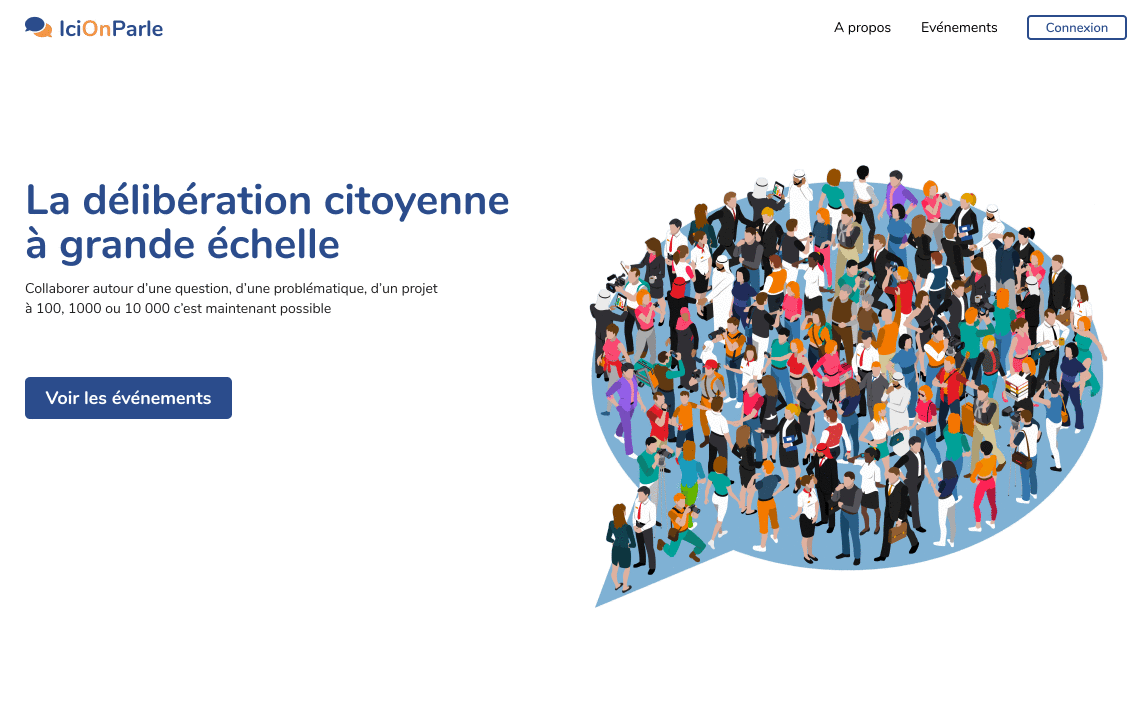 IciOnParle
A propos
Evénements
Connexion
La délibération citoyenne
à grande échelle
Collaborer autour d’une question, d’une problématique, d’un projet
à 100, 1000 ou 10 000 c’est maintenant possible
Voir les événements